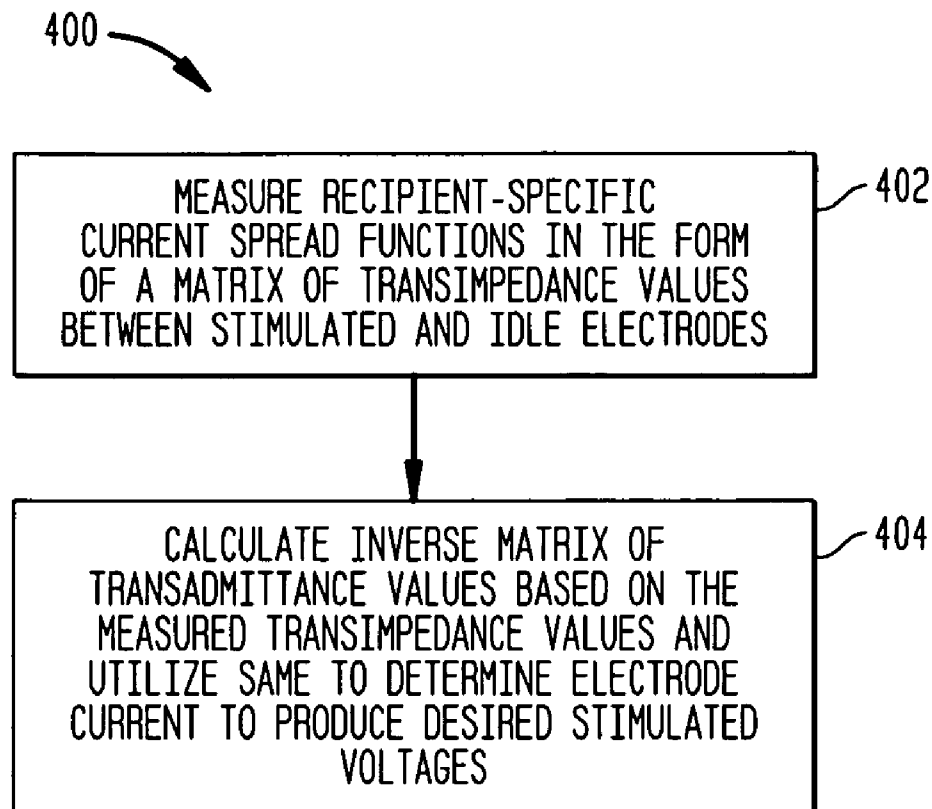 400
MEASURE RECIPIENT-SPECIFIC
CURRENT SPREAD FUNCTIONS IN THE FORM
OF A MATRIX OF TRANSIMPEDANCE VALUES
BETWEEN STIMULATED AND IDLE ELECTRODES
402
CALCULATE INVERSE MATRIX OF
TRANSADMITTANCE VALUES BASED ON THE
MEASURED TRANSIMPEDANCE VALUES AND
UTILIZE SAME TO DETERMINE ELECTRODE
CURRENT TO PRODUCE DESIRED STIMULATED
VOLTAGES
404